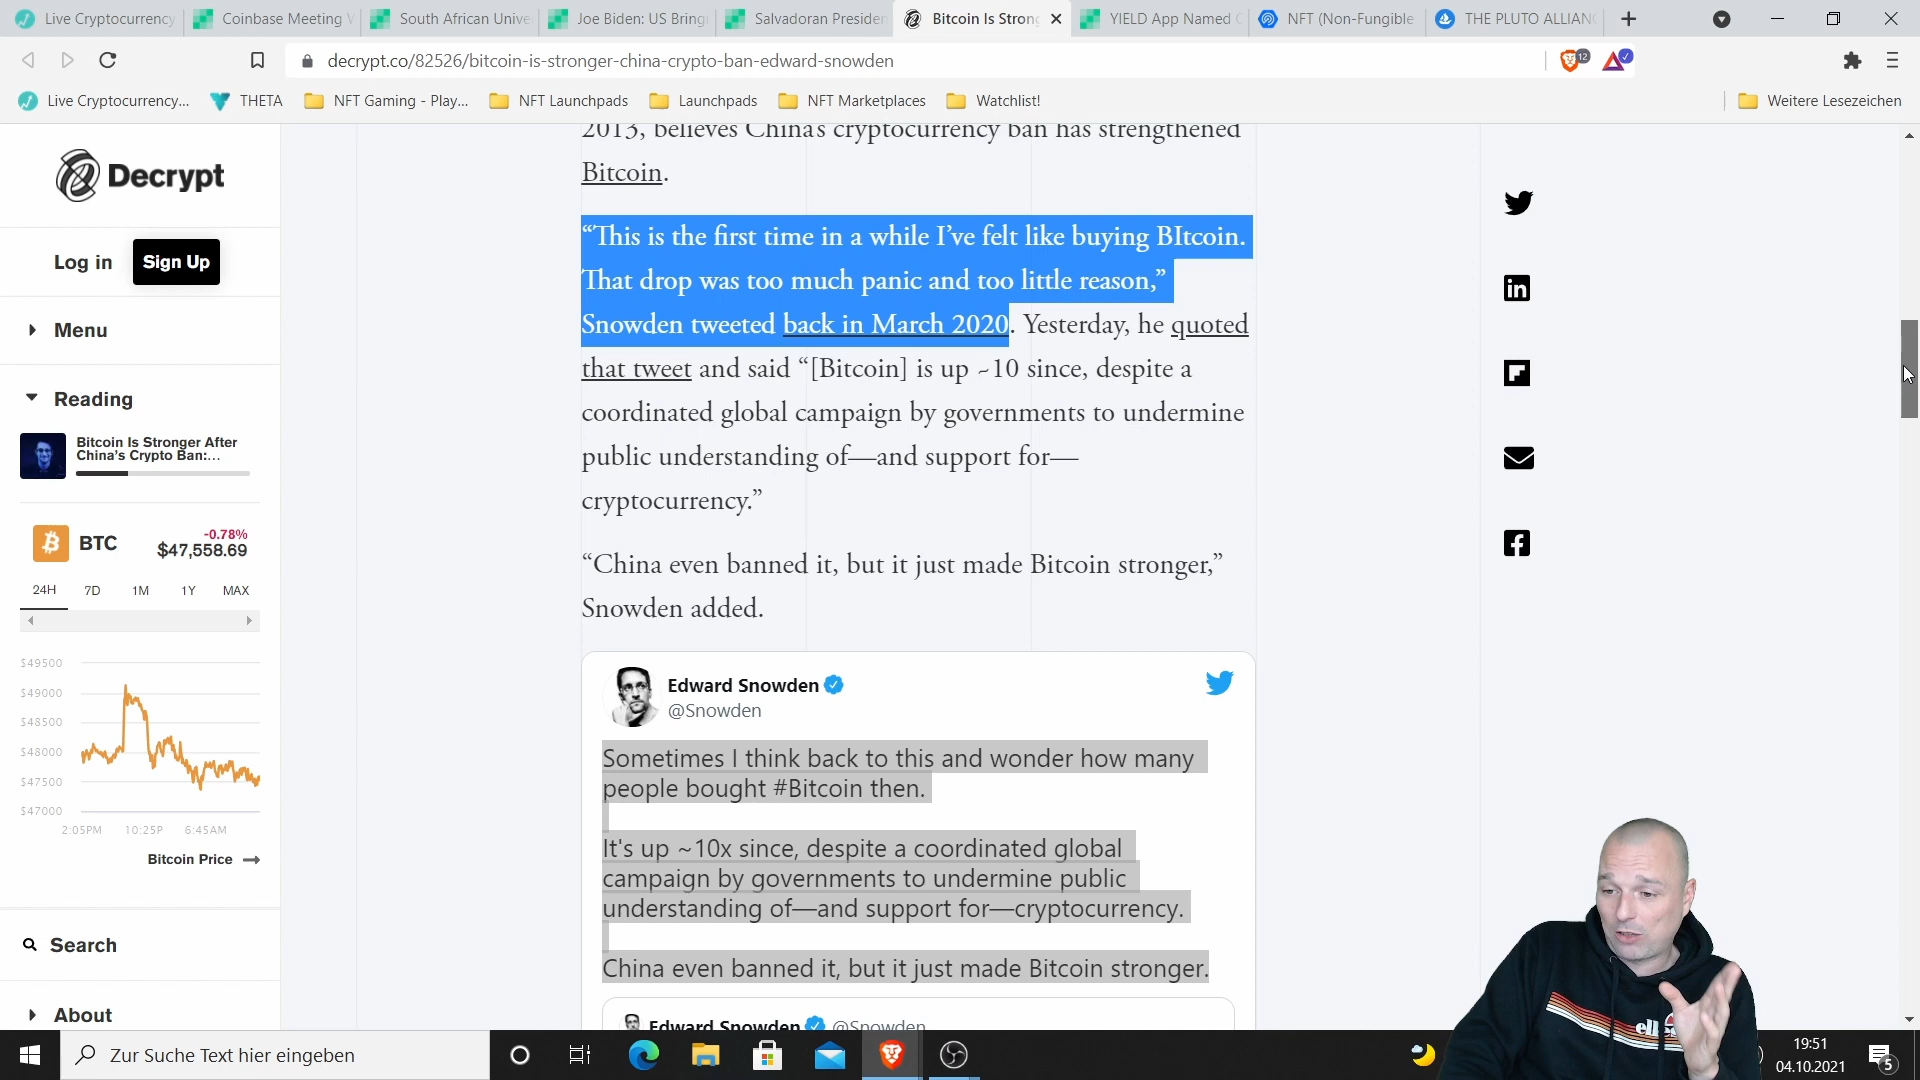 Live Cryptocurrency
Coinbase Meeting
South African Unive
Joe Biden: US Bringi
Salvadoran Presiden
Bitcoin Is Strong
YIELD App Named
NFT (Non-Fungible
THE PLUTO ALLIAN
decrypt.co/82526/bitcoin-is-stronger-china-crypto-ban-edward-snowden
12
Live Cryptocurrency...
THETA
NFT Gaming - Play...
NFT Launchpads
Launchpads
NFT Marketplaces
Watchlist!
Weitere Lesezeichen
Decrypt
Log in
Sign Up
Menu
Reading
Bitcoin Is Stronger After
China's Crypto Ban:...
BTC
-0.78%
$47,558.69
24H 7D 1M 1Y MAX
$49500
$49000
$48500
$48000
$47500
$47000
2:05PM 10:25P 6:45AM
Bitcoin Price
Search
About
2013, believes China's cryptocurrency ban has strengthened
Bitcoin.
“This is the first time in a while I’ve felt like buying BItcoin.
That drop was too much panic and too little reason,”
Snowden tweeted back in March 2020. Yesterday, he quoted
that tweet and said “[Bitcoin] is up ~10 since, despite a
coordinated global campaign by governments to undermine
public understanding of—and support for—
cryptocurrency.”
“China even banned it, but it just made Bitcoin stronger,”
Snowden added.
Edward Snowden
@Snowden
Sometimes I think back to this and wonder how many
people bought #Bitcoin then.
It's up ~10x since, despite a coordinated global
campaign by governments to undermine public
understanding of—and support for—cryptocurrency.
China even banned it, but it just made Bitcoin stronger.
Edward Snowden @Snowden
Zur Suche Text hier eingeben
19:51
04.10.2021
5